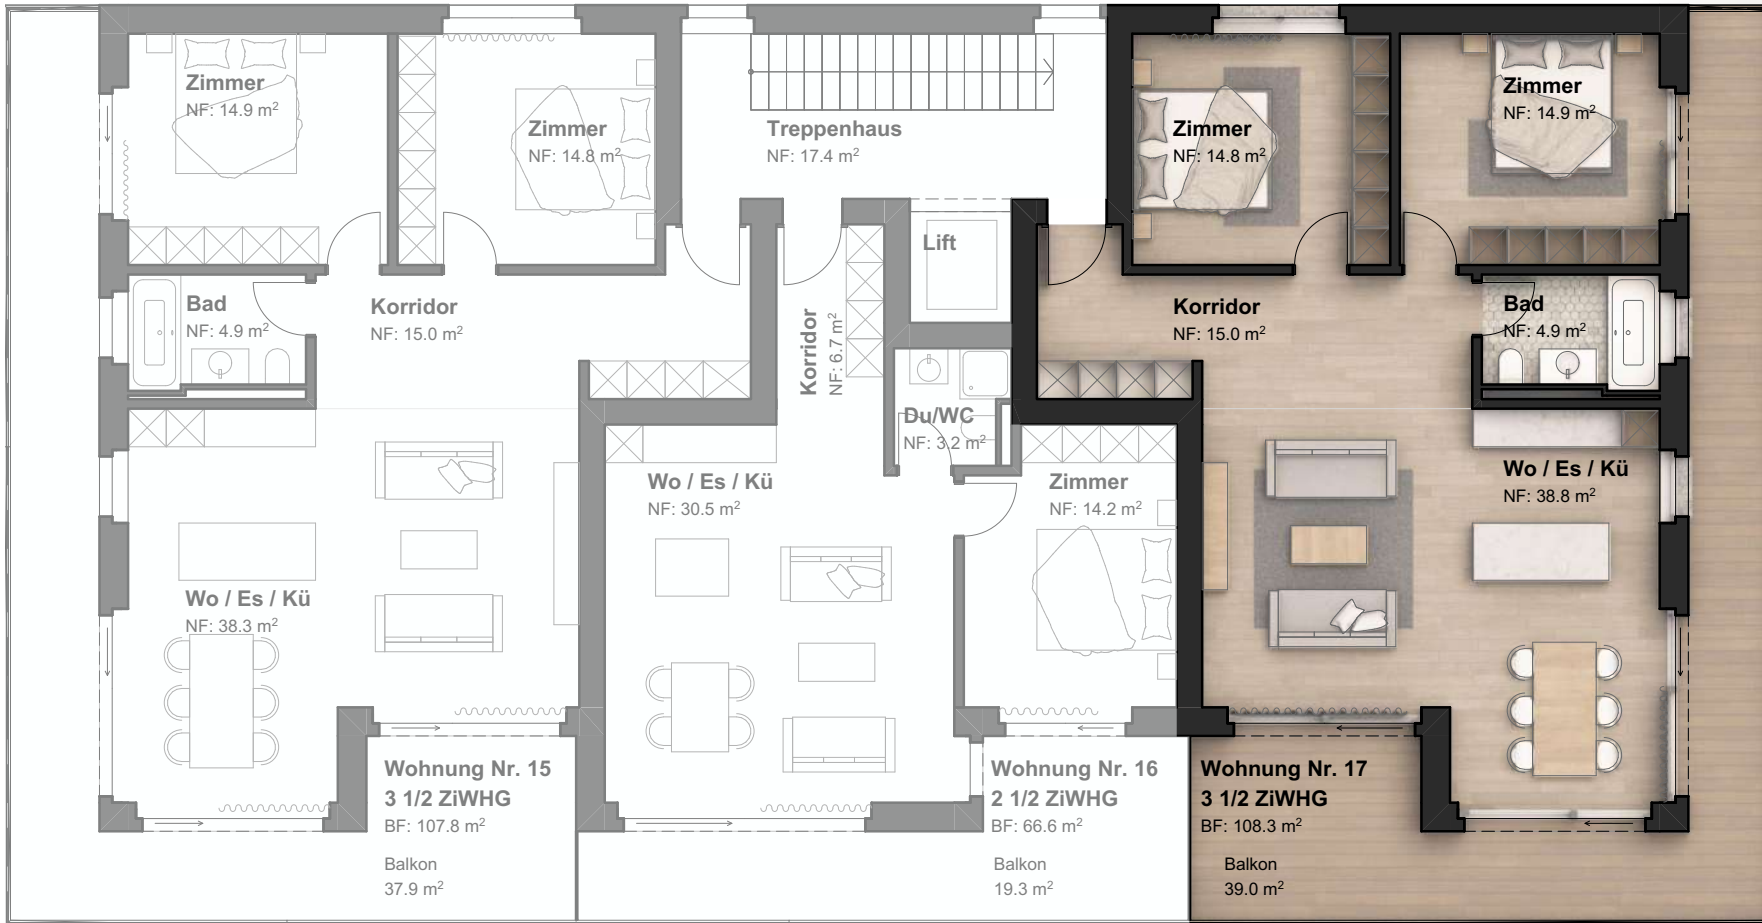 Zimmer
NF: 14.9 m²
Zimmer
NF: 14.8 m²
Treppenhaus
NF: 17.4 m²
Zimmer
NF: 14.8 m²
Zimmer
NF: 14.9 m²
Lift
Bad
NF: 4.9 m²
Korridor
NF: 15.0 m²
Korridor
NF: 6.7 m²
Korridor
NF: 15.0 m²
Bad
NF: 4.9 m²
Du/WC
NF: 3.2 m²
Wo / Es / Kü
NF: 30.5 m²
Zimmer
NF: 14.2 m²
Wo / Es / Kü
NF: 38.8 m²
Wo / Es / Kü
NF: 38.3 m²
Wohnung Nr. 15
3 1/2 ZiWHG
BF: 107.8 m²
Balkon
37.9 m²
Wohnung Nr. 16
2 1/2 ZiWHG
BF: 66.6 m²
Balkon
19.3 m²
Wohnung Nr. 17
3 1/2 ZiWHG
BF: 108.3 m²
Balkon
39.0 m²